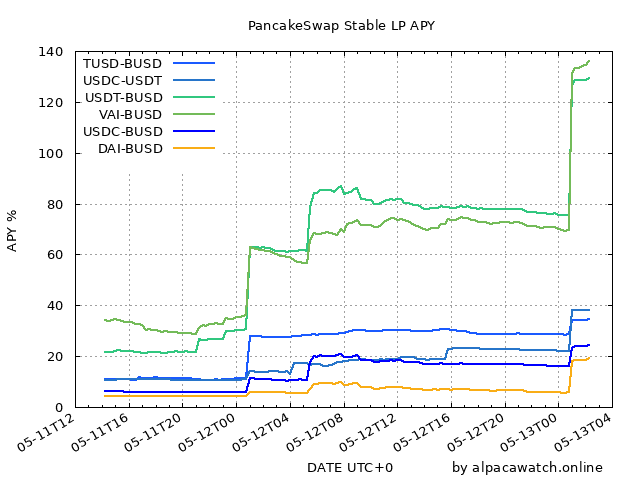 PancakeSwap Stable LP APY
140
120
100
80
60
40
20
0
APY %
TUSD-BUSD
USDC-USDT
USDT-BUSD
VAI-BUSD
USDC-BUSD
DAI-BUSD
05-11T12
05-11T16
05-11T20
05-12T00
05-12T04
05-12T08
05-12T12
05-12T16
05-12T20
05-13T00
05-13T04
DATE UTC+0
by alpacawatch.online